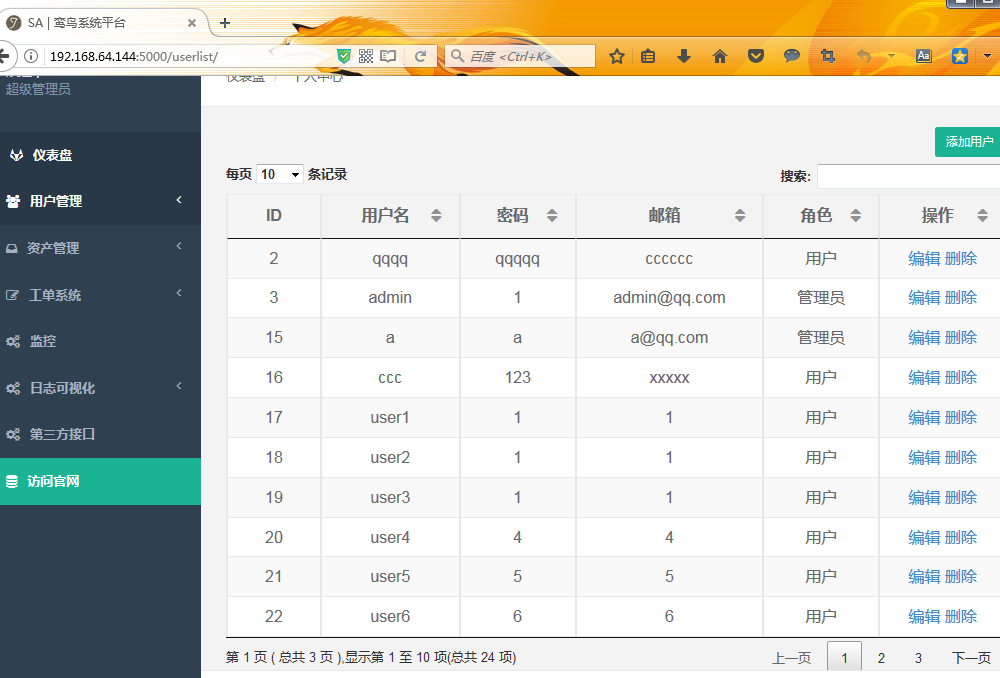 SA | 鸾鸟系统平台
192.168.64.144:5000/userlist/
百度 <Ctrl+K>
Aa
超级管理员
仪表盘 / 个人中心
仪表盘
用户管理
资产管理
工单系统
监控
日志可视化
第三方接口
访问官网
添加用户
每页 10 条记录
搜索:
ID 用户名 密码 邮箱 角色 操作
2 qqqq qqqqq cccccc 用户 编辑 删除
3 admin 1 admin@qq.com 管理员 编辑 删除
15 a a a@qq.com 管理员 编辑 删除
16 ccc 123 xxxxx 用户 编辑 删除
17 user1 1 1 用户 编辑 删除
18 user2 1 1 用户 编辑 删除
19 user3 1 1 用户 编辑 删除
20 user4 4 4 用户 编辑 删除
21 user5 5 5 用户 编辑 删除
22 user6 6 6 用户 编辑 删除
第 1 页 ( 总共 3 页 ),显示第 1 至 10 项(总共 24 项)
上一页 1 2 3 下一页